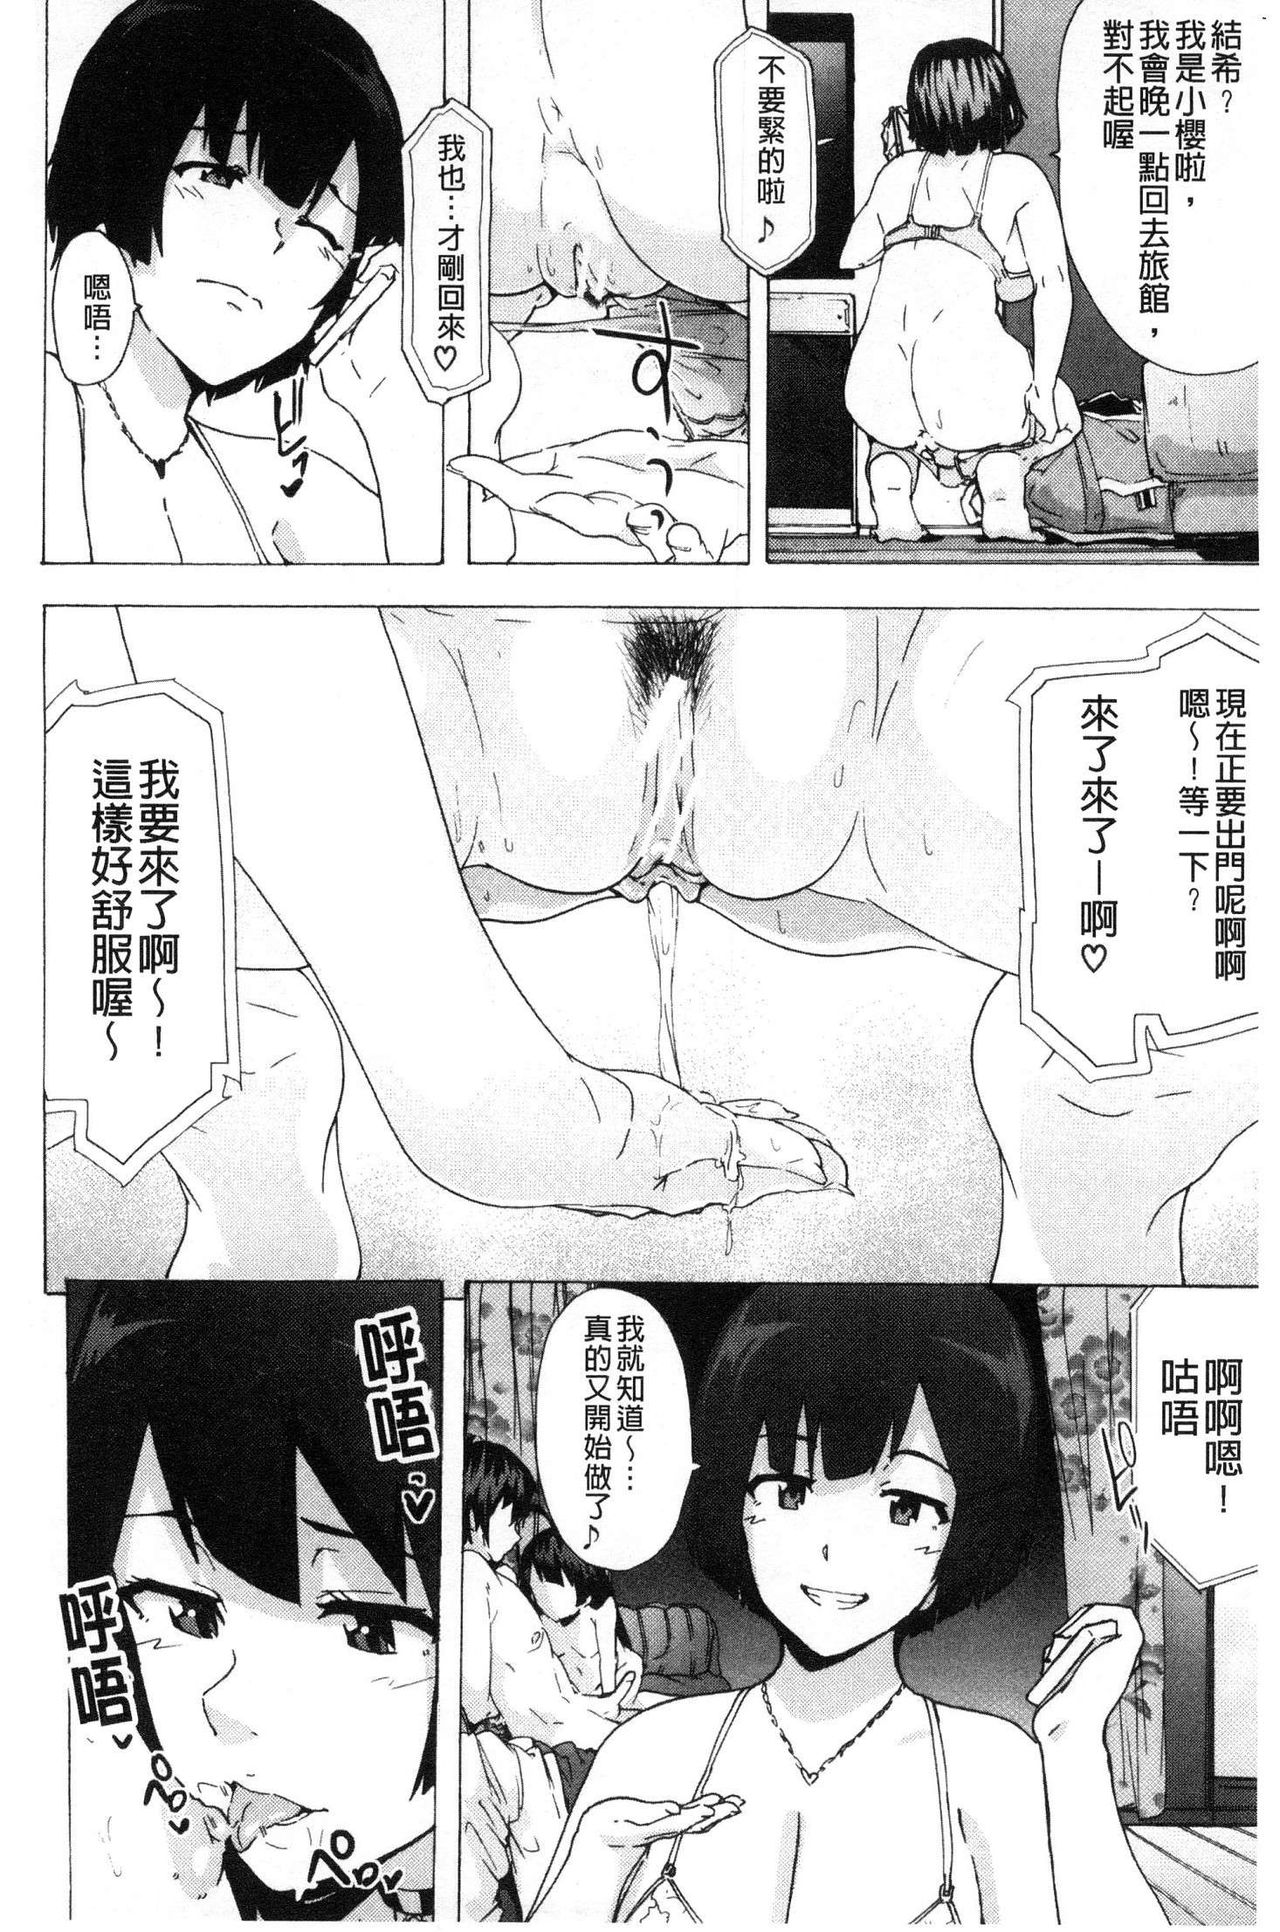 結希？
我是小櫻啦，
我會晚一點回去旅館，
對不起喔
不要緊的啦♪
我也…才剛回來♡
嗯唔…
現在正要出門呢啊啊
嗯～！等一下？
來了來了ー啊♡
我要來了啊～！
這樣好舒服喔～
啊啊嗯！
咕唔
我就知道～…
真的又開始做了♪
呼唔
呼唔
ペロ
ペロ